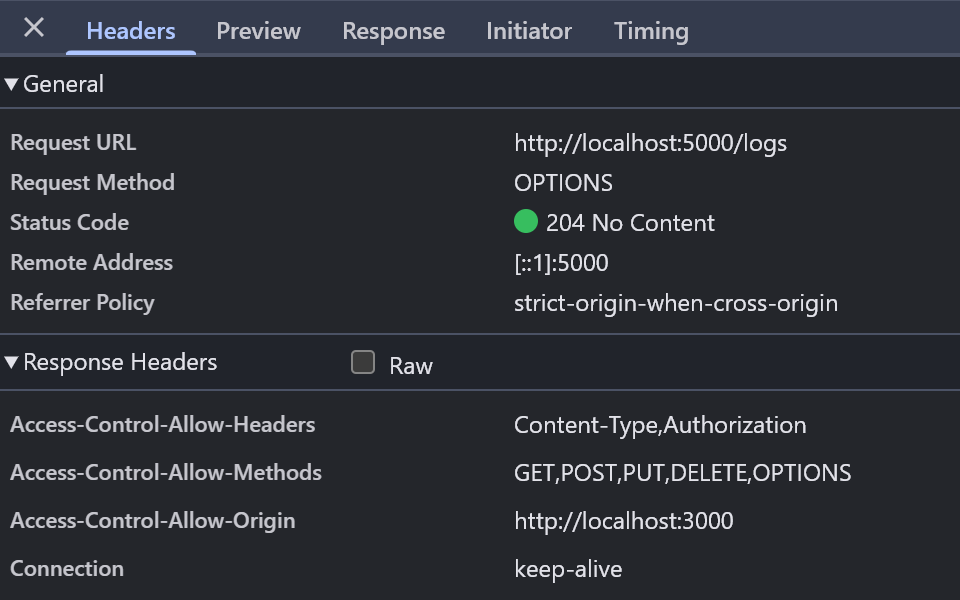 Headers Preview Response Initiator Timing
General
Request URL http://localhost:5000/logs
Request Method OPTIONS
Status Code 204 No Content
Remote Address [::1]:5000
Referrer Policy strict-origin-when-cross-origin
Response Headers Raw
Access-Control-Allow-Headers Content-Type,Authorization
Access-Control-Allow-Methods GET,POST,PUT,DELETE,OPTIONS
Access-Control-Allow-Origin http://localhost:3000
Connection keep-alive